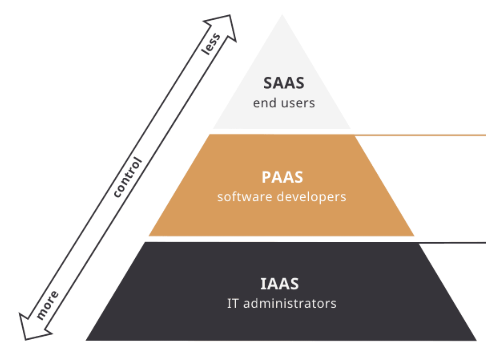 less
control
more
SAAS
end users
PAAS
software developers
IAAS
IT administrators